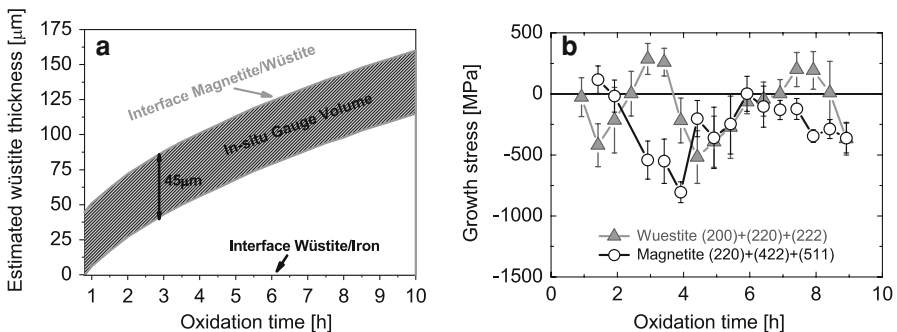 a
Estimated wüstite thickness [µm]
175
150
125
100
75
50
25
0
Interface Magnetite/Wüstite
In-situ Gauge Volume
45µm
Interface Wüstite/Iron
1 2 3 4 5 6 7 8 9 10
Oxidation time [h]
b
Growth stress [MPa]
500
0
-500
-1000
-1500
Wuestite (200)+(220)+(222)
Magnetite (220)+(422)+(511)
0 2 4 6 8 10
Oxidation time [h]